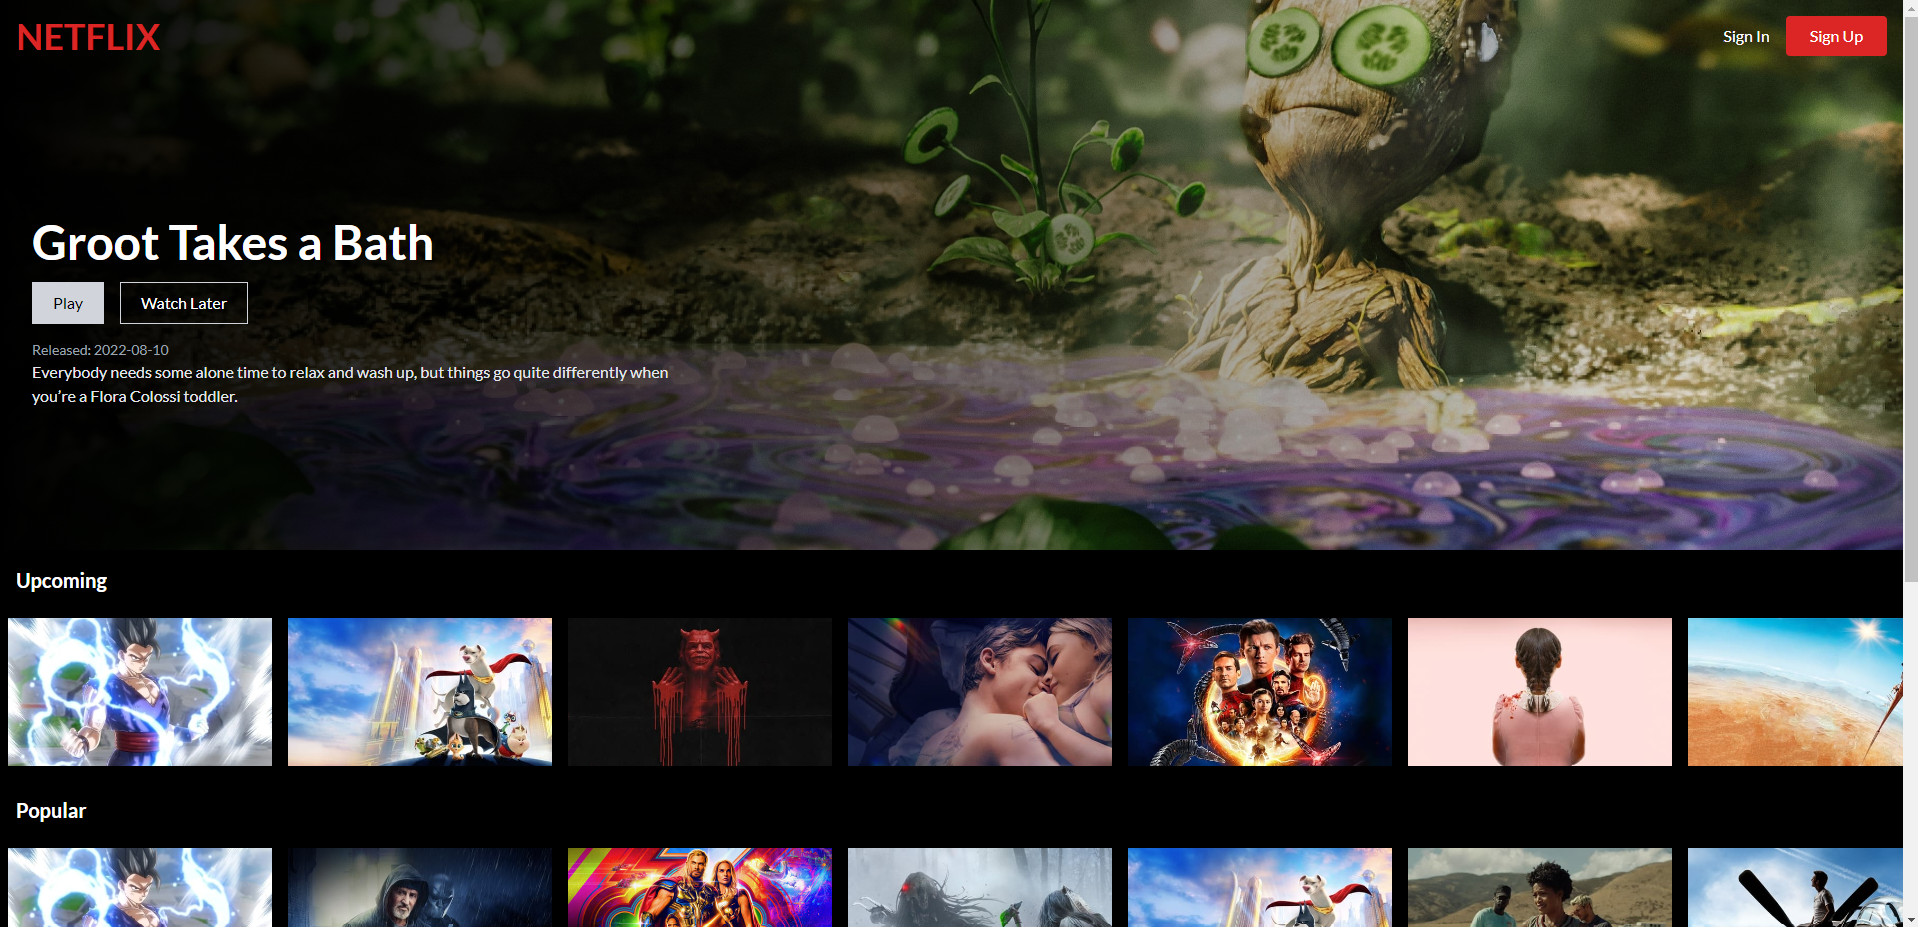 NETFLIX
Sign In
Sign Up
Groot Takes a Bath
Play
Watch Later
Released: 2022-08-10
Everybody needs some alone time to relax and wash up, but things go quite differently when
you’re a Flora Colossi toddler.
Upcoming
Popular